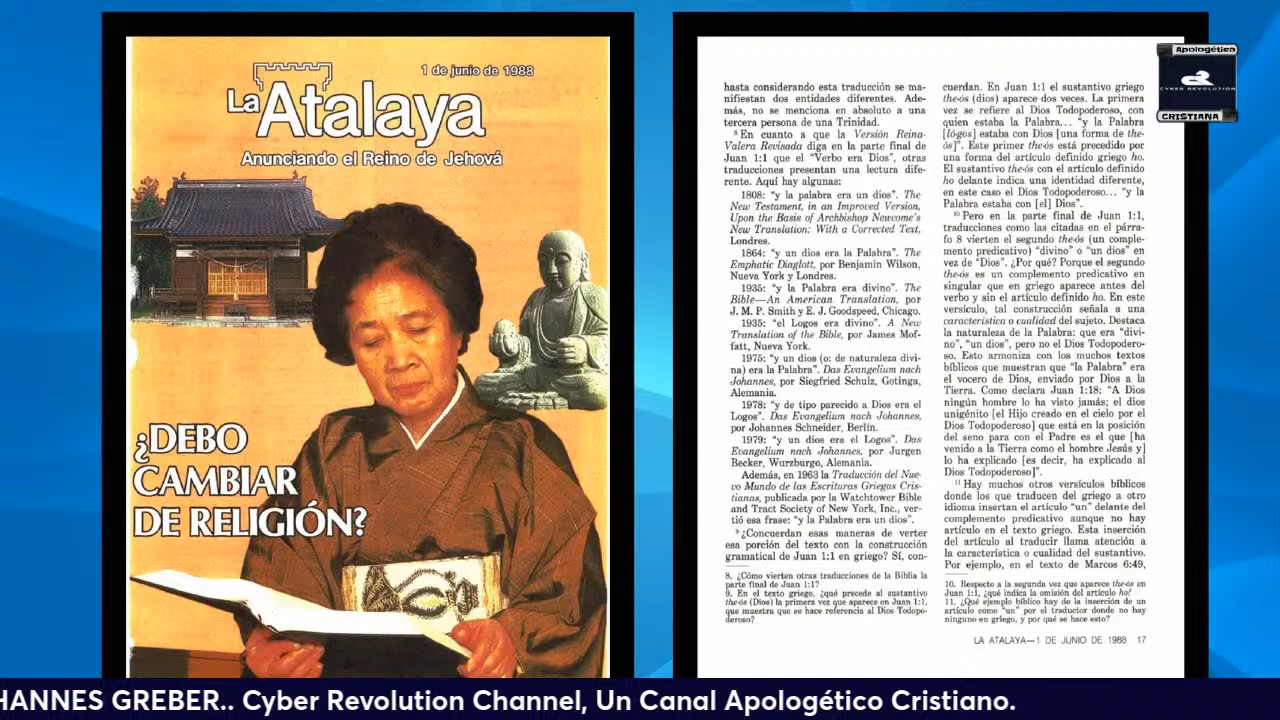 1 de junio de 1988
La Atalaya
Anunciando el Reino de Jehová
¿DEBO
CAMBIAR
DE RELIGIÓN?
hasta considerando esta traducción se ma-
nifiestan dos entidades diferentes. Ade-
más, no se menciona en absoluto a una
tercera persona de una Trinidad.
8 En cuanto a que la Versión Reina-
Valera Revisada diga en la parte final de
Juan 1:1 que el “Verbo era Dios”, otras
traducciones presentan una lectura dife-
rente. Aquí hay algunas:
1808: “y la palabra era un dios”. The
New Testament, in an Improved Version,
Upon the Basis of Archbishop Newcome’s
New Translation: With a Corrected Text,
Londres.
1864: “y un dios era la Palabra”. The
Emphatic Diaglott, por Benjamin Wilson,
Nueva York y Londres.
1935: “y la Palabra era divino”. The
Bible—An American Translation, por
J. M. P. Smith y E. J. Goodspeed, Chicago.
1935: “el Logos era divino”. A New
Translation of the Bible, por James Mof-
fatt, Nueva York.
1975: “y un dios (o: de naturaleza divi-
na) era la Palabra”. Das Evangelium nach
Johannes, por Siegfried Schulz, Gotinga,
Alemania.
1978: “y de tipo parecido a Dios era el
Logos”. Das Evangelium nach Johannes,
por Johannes Schneider, Berlín.
1979: “y un dios era el Logos”. Das
Evangelium nach Johannes, por Jurgen
Becker, Wurzburgo, Alemania.
Además, en 1963 la Traducción del Nue-
vo Mundo de las Escrituras Griegas Cris-
tianas, publicada por la Watchtower Bible
and Tract Society of New York, Inc., ver-
tió esa frase: “y la Palabra era un dios”.
9 ¿Concuerdan esas maneras de verter
esa porción del texto con la construcción
gramatical de Juan 1:1 en griego? Sí, con-
8. ¿Cómo vierten otras traducciones de la Biblia la
parte final de Juan 1:1?
9. En el texto griego, ¿qué precede al sustantivo
the·ós (Dios) la primera vez que aparece en Juan 1:1,
que muestra que se hace referencia al Dios Todopo-
deroso?
cuerdan. En Juan 1:1 el sustantivo griego
the·ós (dios) aparece dos veces. La primera
vez se refiere al Dios Todopoderoso, con
quien estaba la Palabra... “y la Palabra
[ló·gos] estaba con Dios [una forma de the·
ós]”. Este primer the·ós está precedido por
una forma del artículo definido griego ho.
El sustantivo the·ós con el artículo definido
ho delante indica una identidad diferente,
en este caso el Dios Todopoderoso... “y la
Palabra estaba con [el] Dios”.
10 Pero en la parte final de Juan 1:1,
traducciones como las citadas en el párra-
fo 8 vierten el segundo the·ós (un comple-
mento predicativo) “divino” o “un dios” en
vez de “Dios”. ¿Por qué? Porque el segundo
the·ós es un complemento predicativo en
singular que en griego aparece antes del
verbo y sin el artículo definido ho. En este
versículo, tal construcción señala a una
característica o cualidad del sujeto. Destaca
la naturaleza de la Palabra: que era “divi-
no”, “un dios”, pero no el Dios Todopodero-
so. Esto armoniza con los muchos textos
bíblicos que muestran que “la Palabra” era
el vocero de Dios, enviado por Dios a la
Tierra. Como declara Juan 1:18: “A Dios
ningún hombre lo ha visto jamás; el dios
unigénito [el Hijo creado en el cielo por el
Dios Todopoderoso] que está en la posición
del seno para con el Padre es el que [ha
venido a la Tierra como el hombre Jesús y]
lo ha explicado [es decir, ha explicado al
Dios Todopoderoso]”.
11 Hay muchos otros versículos bíblicos
donde los que traducen del griego a otro
idioma insertan el artículo “un” delante del
complemento predicativo aunque no hay
artículo en el texto griego. Esta inserción
del artículo al traducir llama atención a
la característica o cualidad del sustantivo.
Por ejemplo, en el texto de Marcos 6:49,
10. Respecto a la segunda vez que aparece the·ós en
Juan 1:1, ¿qué indica la omisión del artículo ho?
11. ¿Qué ejemplo bíblico hay de la inserción de un
artículo como “un” por el traductor donde no hay
ninguno en griego, y por qué se hace esto?
LA ATALAYA—1 DE JUNIO DE 1988 17
Apologética
CYBER REVOLUTION
CRISTIANA
HANNES GREBER.. Cyber Revolution Channel, Un Canal Apologético Cristiano.